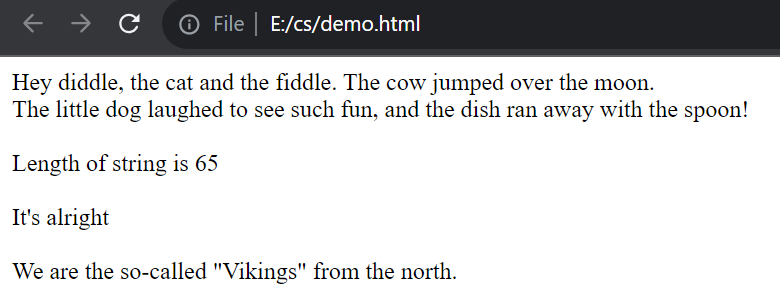 File E:/cs/demo.html
Hey diddle, the cat and the fiddle. The cow jumped over the moon.
The little dog laughed to see such fun, and the dish ran away with the spoon!
Length of string is 65
It's alright
We are the so-called "Vikings" from the north.